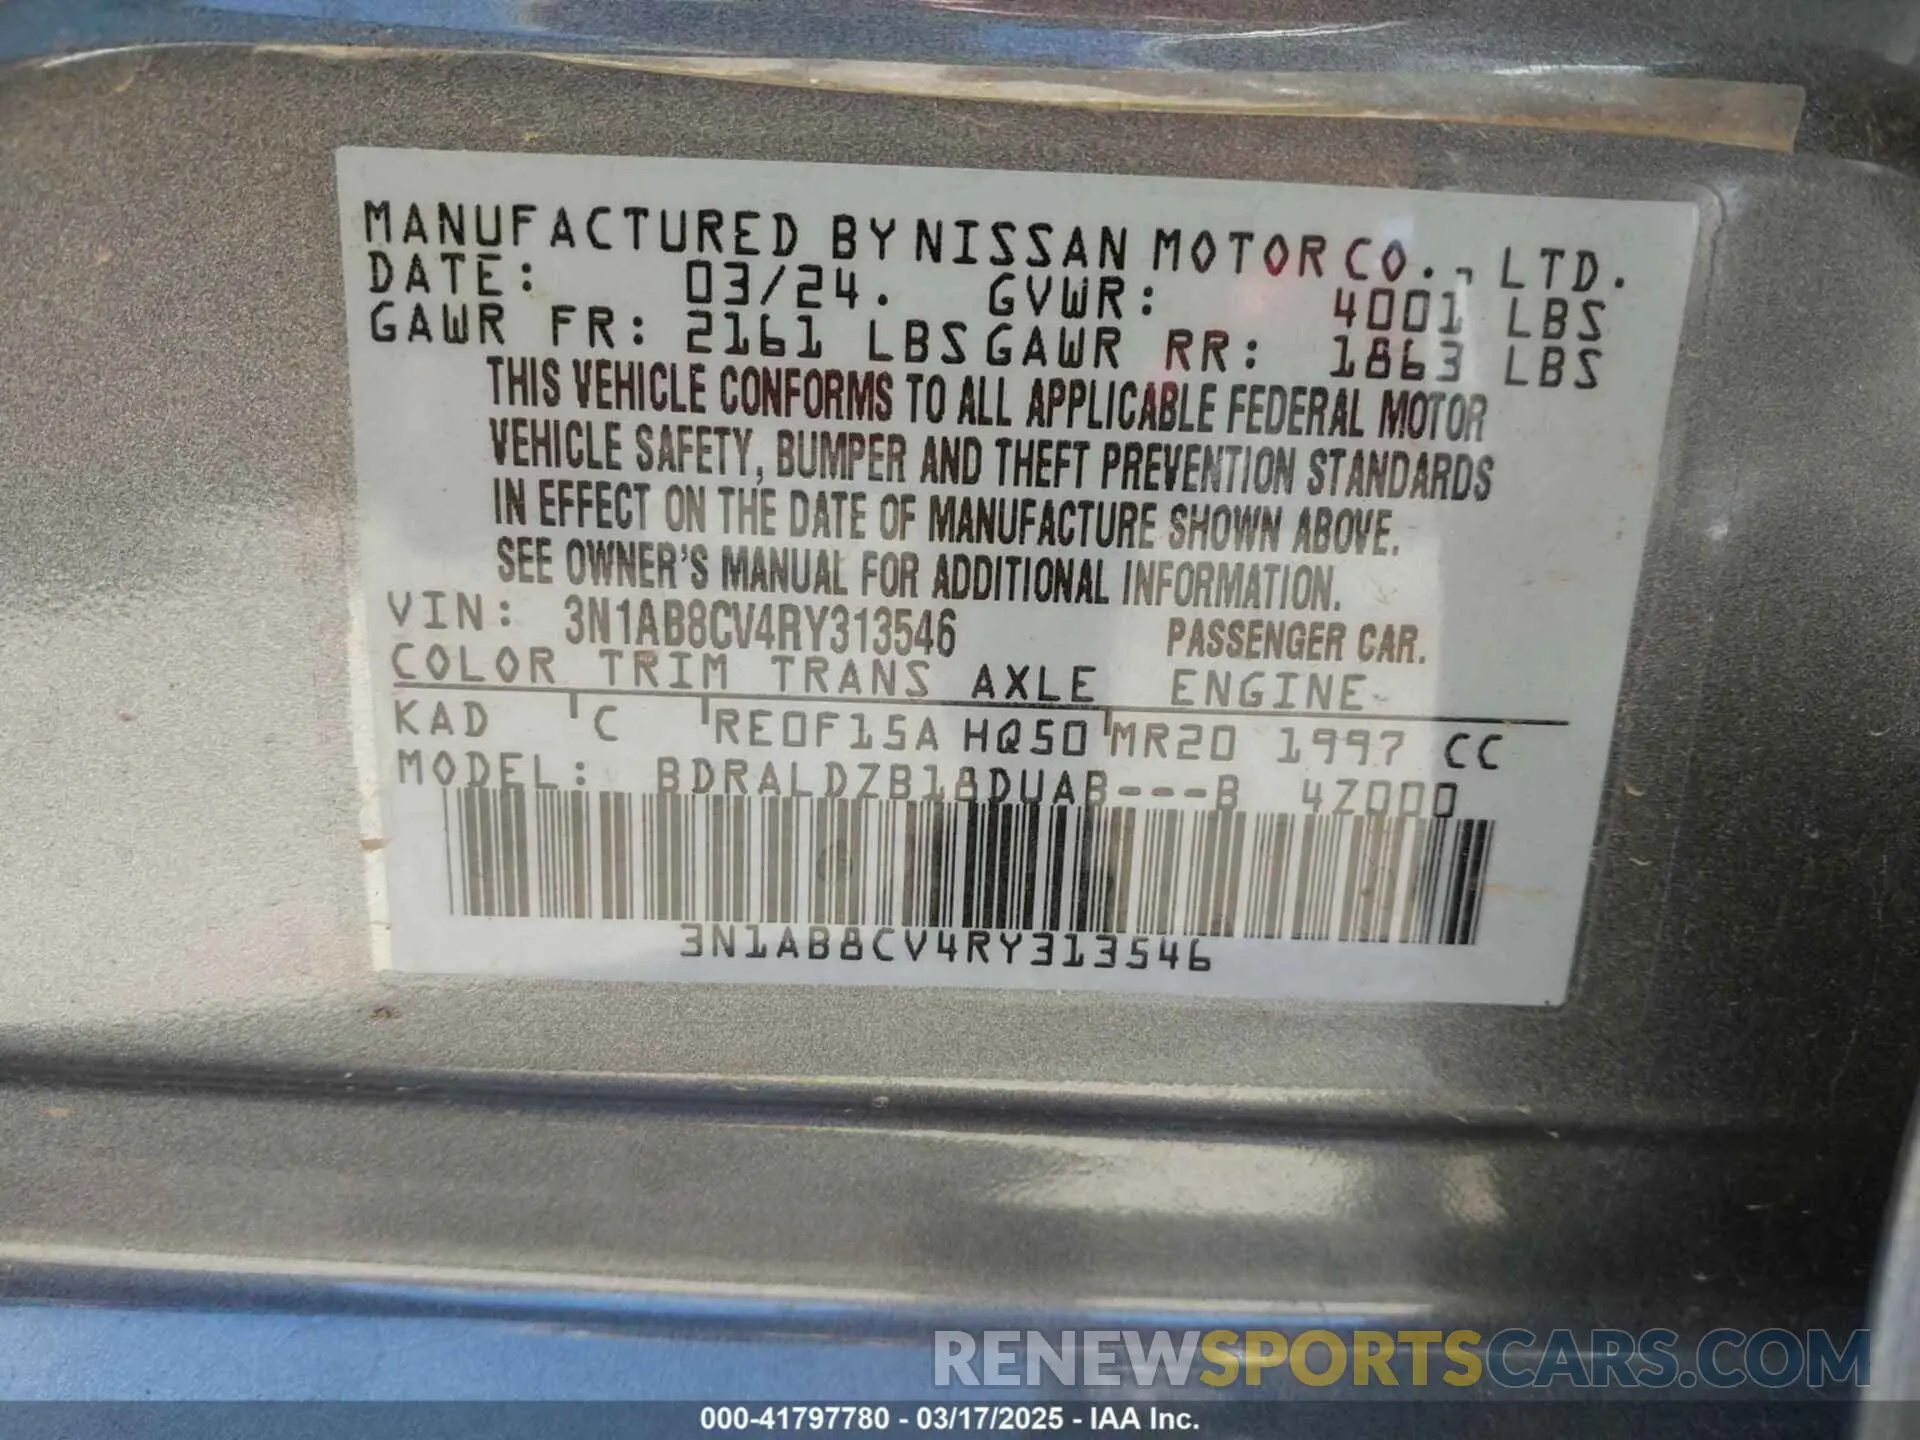 MANUFACTURED BY NISSAN MOTOR CO., LTD.
DATE: 03/24. GVWR: 4001 LBS
GAWR FR: 2161 LBS GAWR RR: 1863 LBS
THIS VEHICLE CONFORMS TO ALL APPLICABLE FEDERAL MOTOR
VEHICLE SAFETY, BUMPER AND THEFT PREVENTION STANDARDS
IN EFFECT ON THE DATE OF MANUFACTURE SHOWN ABOVE.
SEE OWNER'S MANUAL FOR ADDITIONAL INFORMATION.
VIN: 3N1AB8CV4RY313546 PASSENGER CAR.
COLOR TRIM TRANS AXLE ENGINE
KAD C RE0F15A HQ50 MR20 1997 CC
MODEL: BDRALDZB18DUAB---B 4Z000
3N1AB8CV4RY313546
RENEWSPORTSCARS.COM
000-41797780 - 03/17/2025 - IAA Inc.